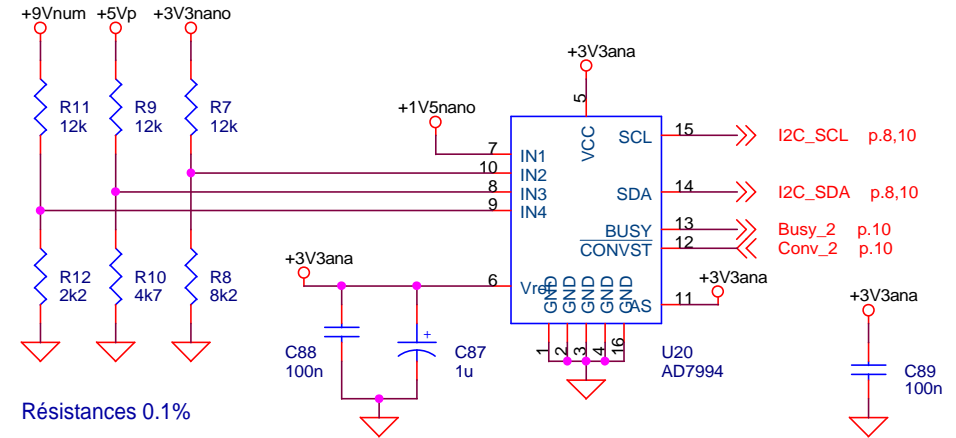 +9Vnum +5Vp +3V3nano
+3V3ana
R11
12k
R9
12k
R7
12k
+1V5nano
5
VCC
7 IN1
10 IN2
8 IN3
9 IN4
SCL 15 I2C_SCL p.8,10
SDA 14 I2C_SDA p.8,10
BUSY 13 Busy_2 p.10
CONVST 12 Conv_2 p.10
R12
2k2
R10
4k7
R8
8k2
+3V3ana
6 Vref
GND GND GND GND GND
AS 11
+3V3ana
1 2 3 4 16
+3V3ana
C88
100n
+
C87
1u
U20
AD7994
C89
100n
Résistances 0.1%